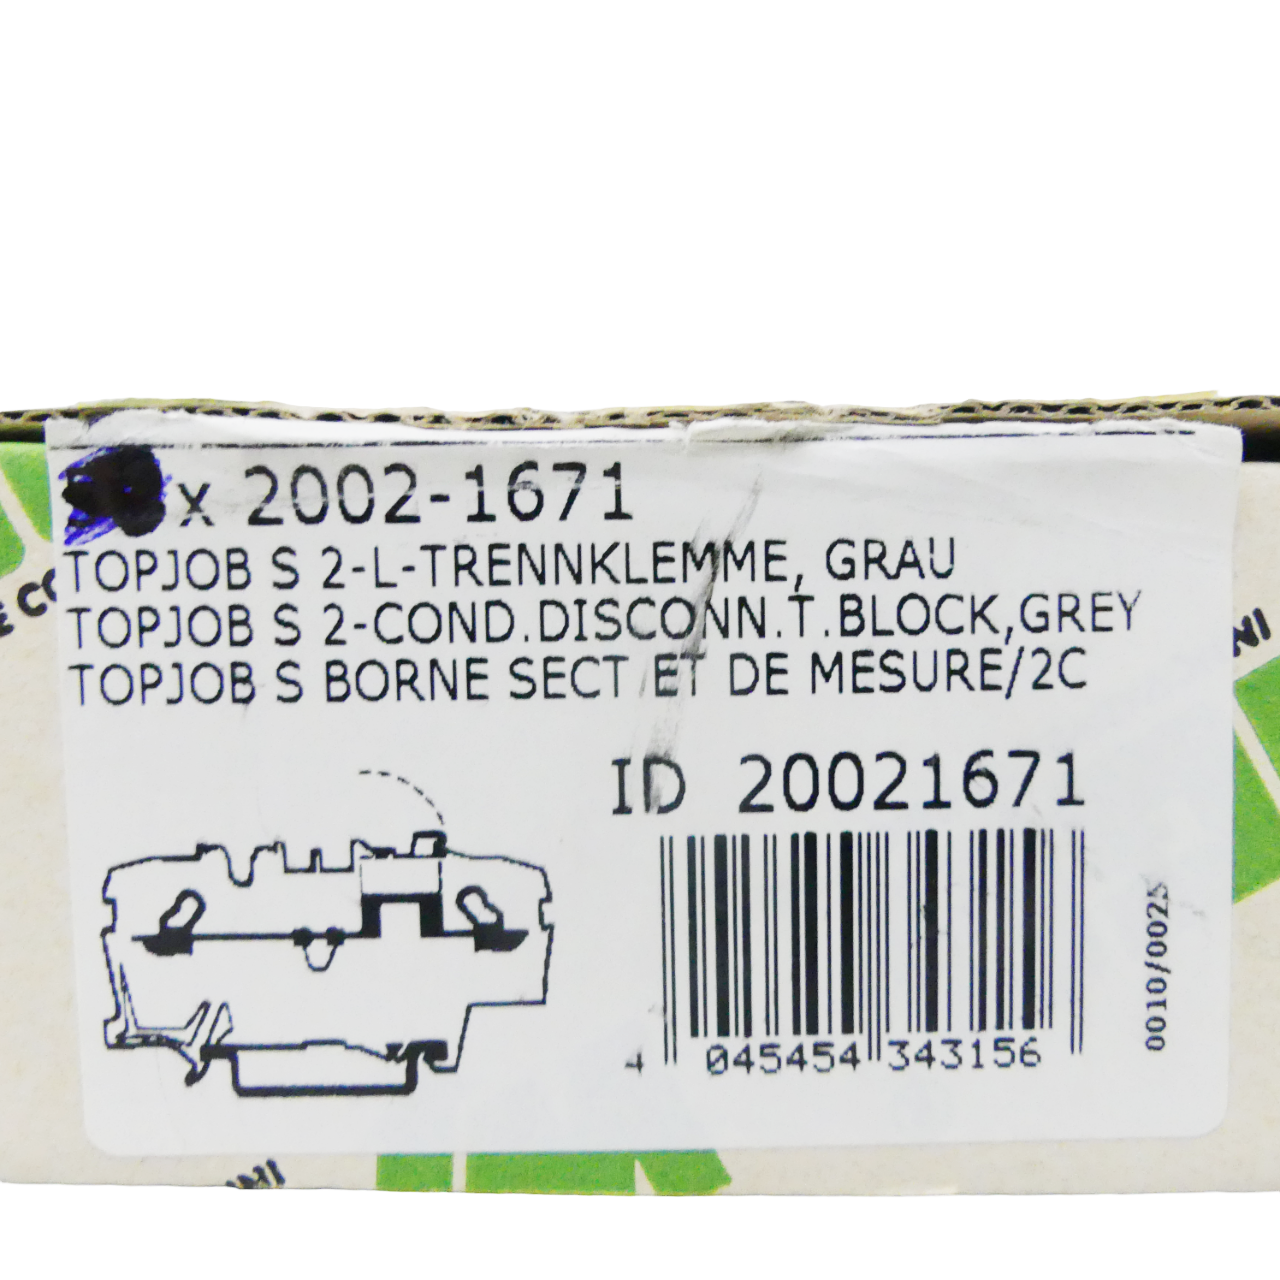 x 2002-1671
TOPJOB S 2-L-TRENNKLEMME, GRAU
TOPJOB S 2-COND.DISCONN.T.BLOCK,GREY
TOPJOB S BORNE SECT ET DE MESURE/2C
ID 20021671
4 045454 343156
0010/0025